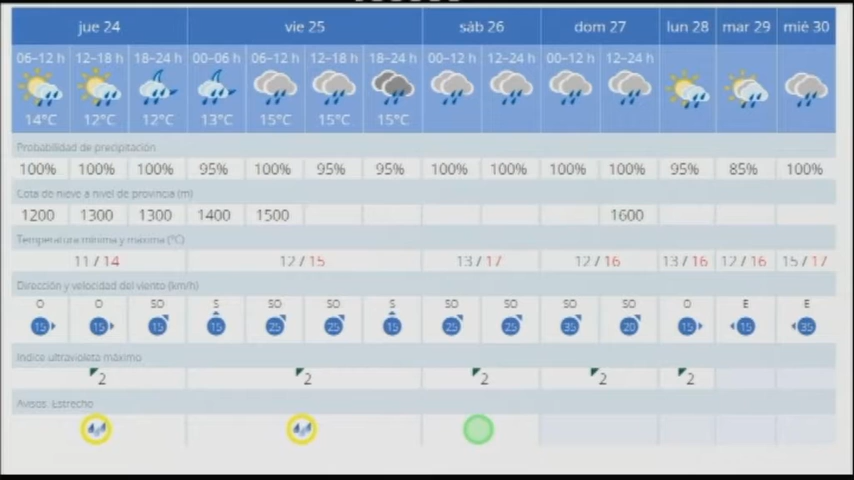 jue 24 vie 25 sàb 26 dom 27 lun 28 mar 29 mié 30
06–12 h 12–18 h 18–24 h 00–06 h 06–12 h 12–18 h 18–24 h 00–12 h 12–24 h 00–12 h 12–24 h
14°C 12°C 12°C 13°C 15°C 15°C 15°C
Probabilidad de precipitación
100% 100% 100% 95% 100% 95% 95% 100% 100% 100% 100% 95% 85% 100%
Cota de nieve a nivel de provincia (m)
1200 1300 1300 1400 1500 1600
Temperatura mínima y máxima (°C)
11 / 14 12 / 15 13 / 17 12 / 16 13 / 16 12 / 16 15 / 17
Dirección y velocidad del viento (km/h)
O O SO S SO SO S SO SO SO SO O E E
15 15 15 15 25 25 15 25 25 35 20 15 15 35
Indice ultravioleta máximo
2 2 2 2 2
Avisos. Estrecho